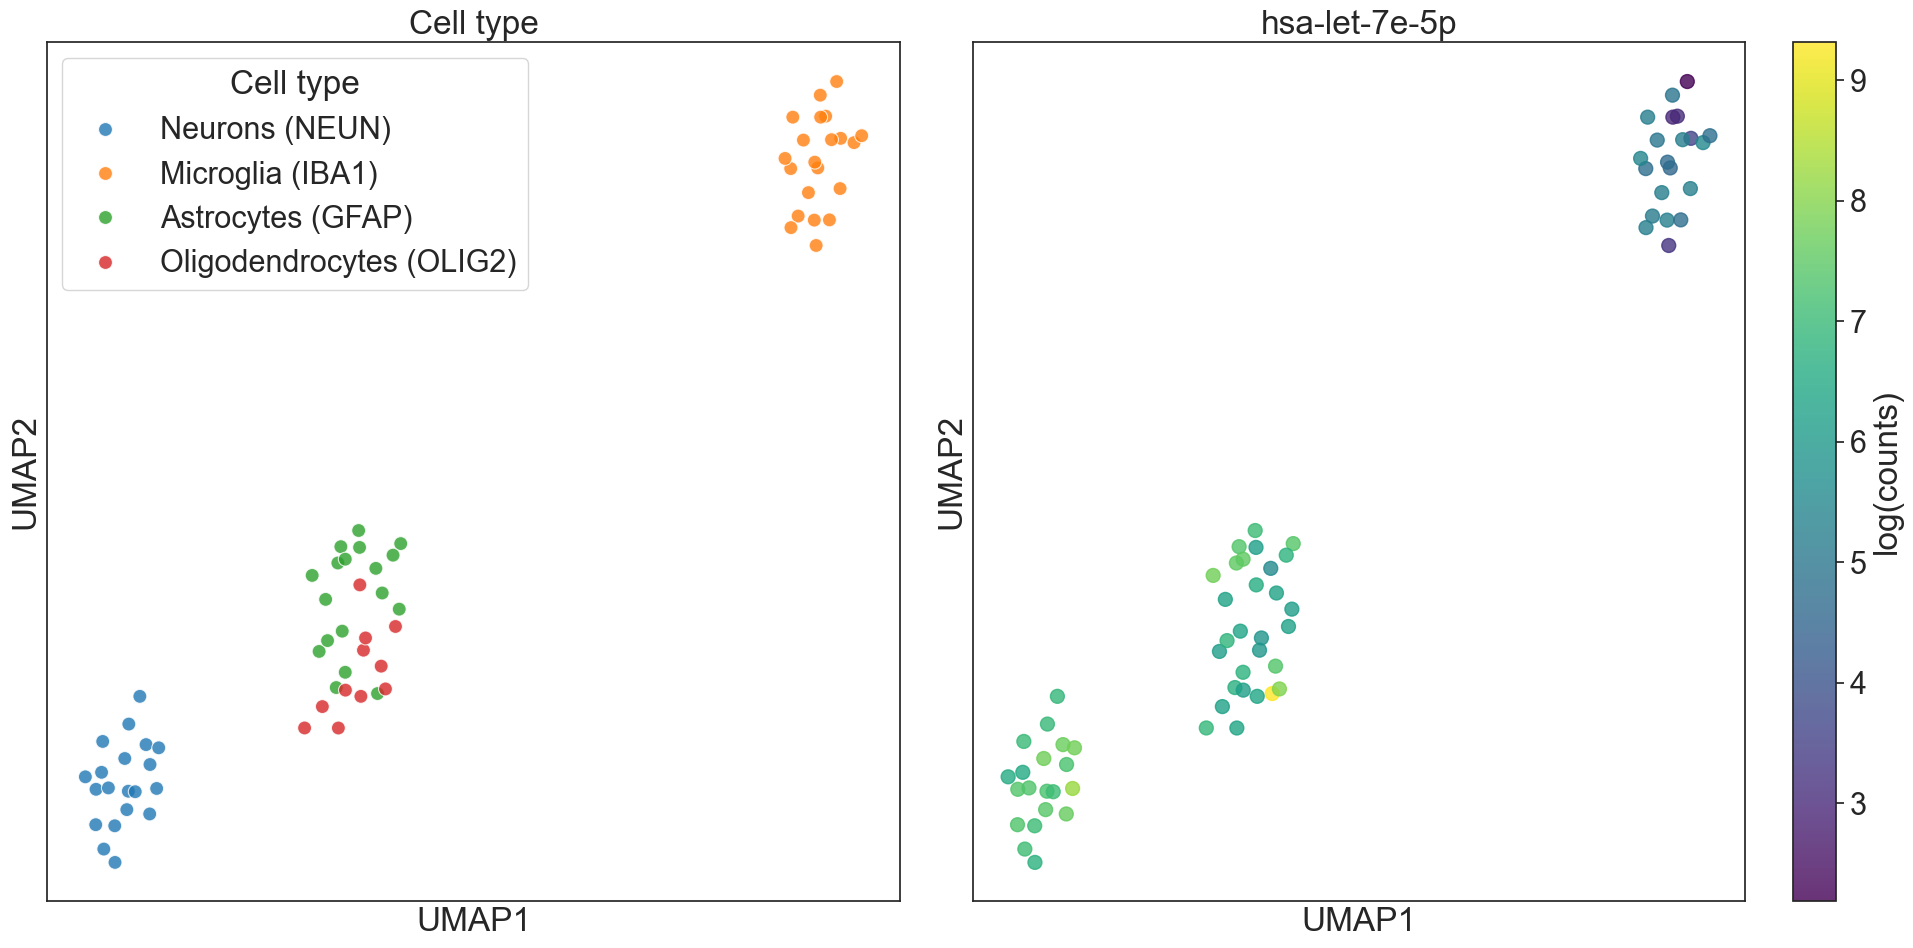 Cell type
Cell type
Neurons (NEUN)
Microglia (IBA1)
Astrocytes (GFAP)
Oligodendrocytes (OLIG2)
UMAP2
UMAP1
hsa-let-7e-5p
UMAP2
UMAP1
9
8
7
6
5
4
3
log(counts)